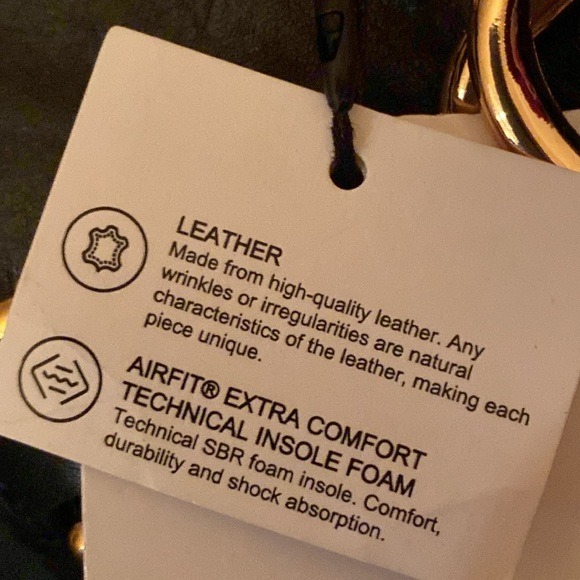 LEATHER
Made from high-quality leather. Any
wrinkles or irregularities are natural
characteristics of the leather, making each
piece unique.
AIRFIT® EXTRA COMFORT
TECHNICAL INSOLE FOAM
Technical SBR foam insole. Comfort,
durability and shock absorption.